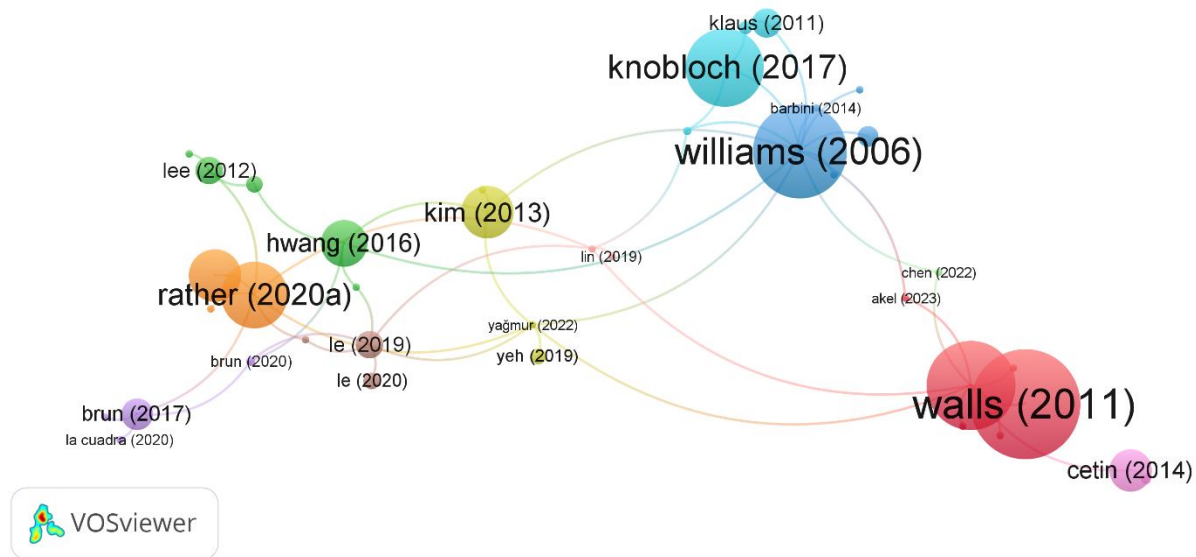 klaus (2011)
knobloch (2017)
barbini (2014)
williams (2006)
lee (2012)
kim (2013)
hwang (2016)
lin (2019)
chen (2022)
rather (2020a)
akel (2023)
yağmur (2022)
le (2019)
yeh (2019)
brun (2020)
le (2020)
walls (2011)
brun (2017)
la cuadra (2020)
cetin (2014)
VOSviewer